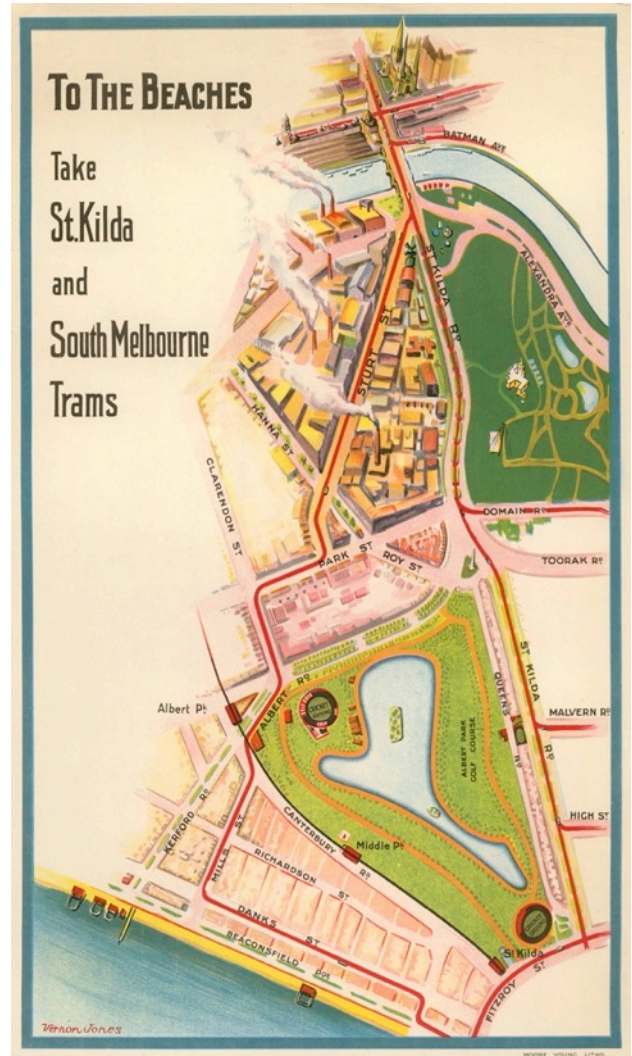 TO THE BEACHES
Take
St. Kilda
and
South Melbourne
Trams
BATMAN AVE
ALEXANDRA AVE
ST KILDA RD
STURT ST
HANNA ST
CLARENDON ST
DOMAIN RD
PARK ST
ROY ST
TOORAK RD
ST KILDA RD
QUEENS RD
Albert Pk
ALBERT RD
CRICKET GROUND
ALBERT PARK
GOLF COURSE
MALVERN RD
HIGH ST
KERFORD RD
MILLS ST
CANTERBURY RD
Middle Pk
RICHARDSON ST
DANKS ST
BEACONSFIELD PDE
St Kilda
FITZROY ST
Vernon Jones